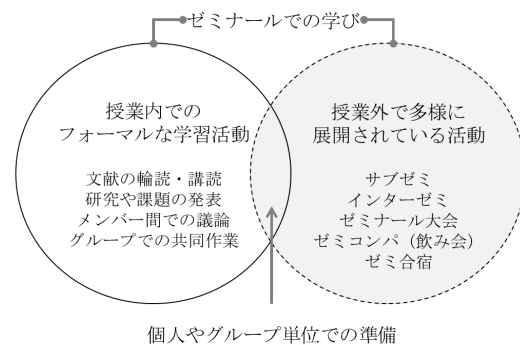 ゼミナールでの学び
授業内での
フォーマルな学習活動
文献の輪読・講読
研究や課題の発表
メンバー間での議論
グループでの共同作業
授業外で多様に
展開されている活動
サブゼミ
インターゼミ
ゼミナール大会
ゼミコンパ（飲み会）
ゼミ合宿
個人やグループ単位での準備